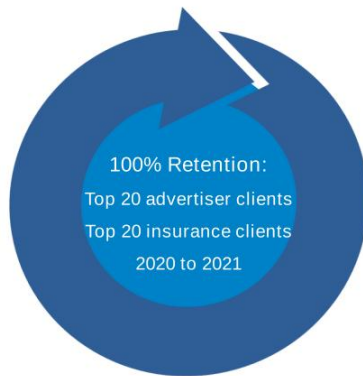 100% Retention:
Top 20 advertiser clients
Top 20 insurance clients
2020 to 2021